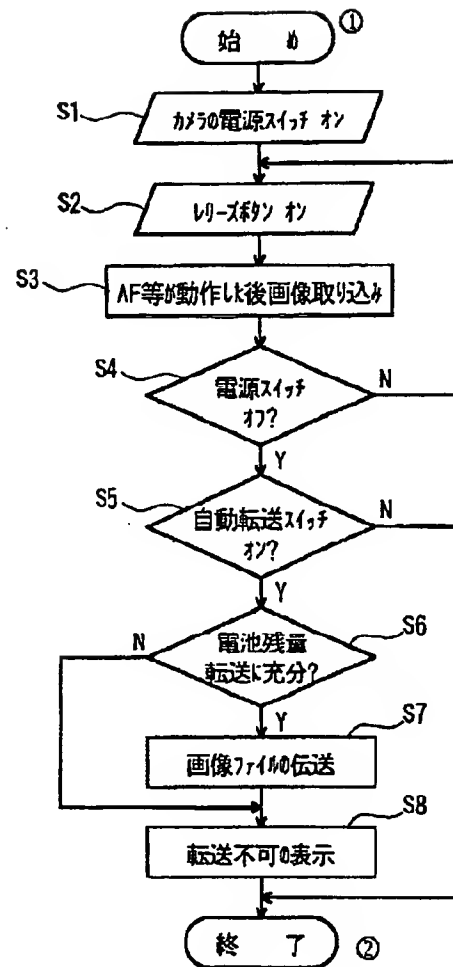 始 め ①
S1
カメラの電源スイッチ オン
S2
レリーズボタン オン
S3
AF等が動作した後画像取り込み
S4
電源スイッチ
オフ?
N
Y
S5
自動転送スイッチ
オン?
N
Y
S6
電池残量
転送に充分?
N
Y
S7
画像ファイルの伝送
S8
転送不可の表示
終 了 ②